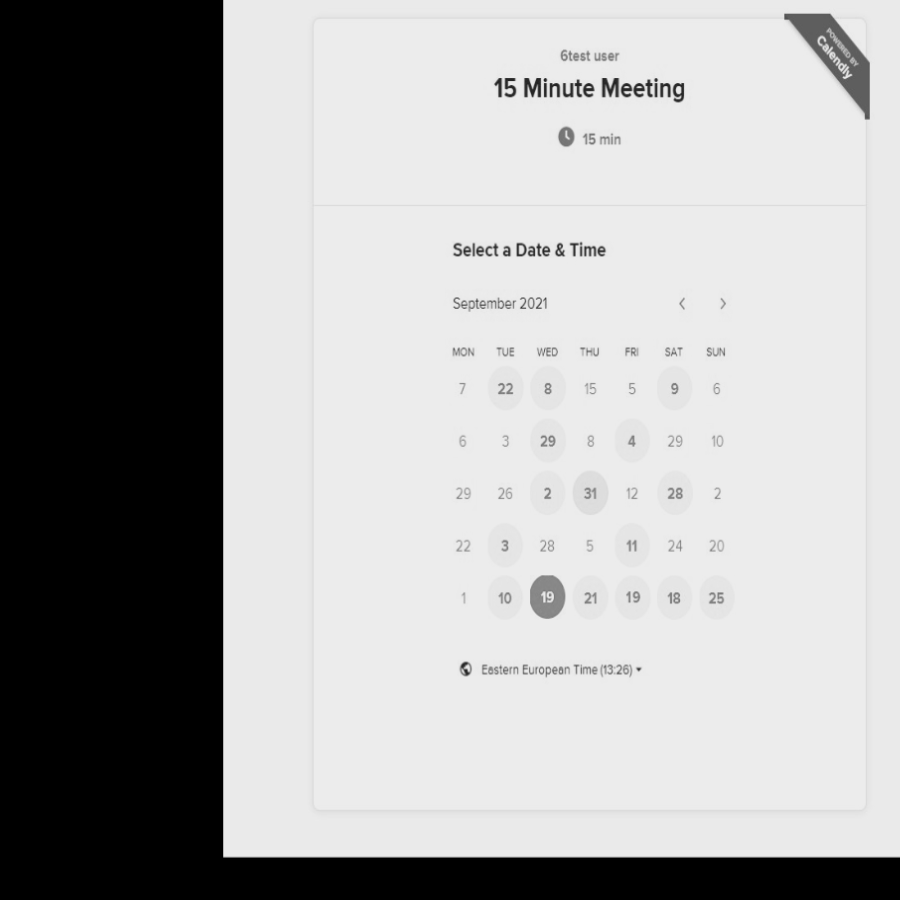 POWERED BY
Calendly
6test user
15 Minute Meeting
15 min
Select a Date & Time
September 2021
MON TUE WED THU FRI SAT SUN
7 22 8 15 5 9 6
6 3 29 8 4 29 10
29 26 2 31 12 28 2
22 3 28 5 11 24 20
1 10 19 21 19 18 25
Eastern European Time (13:26)